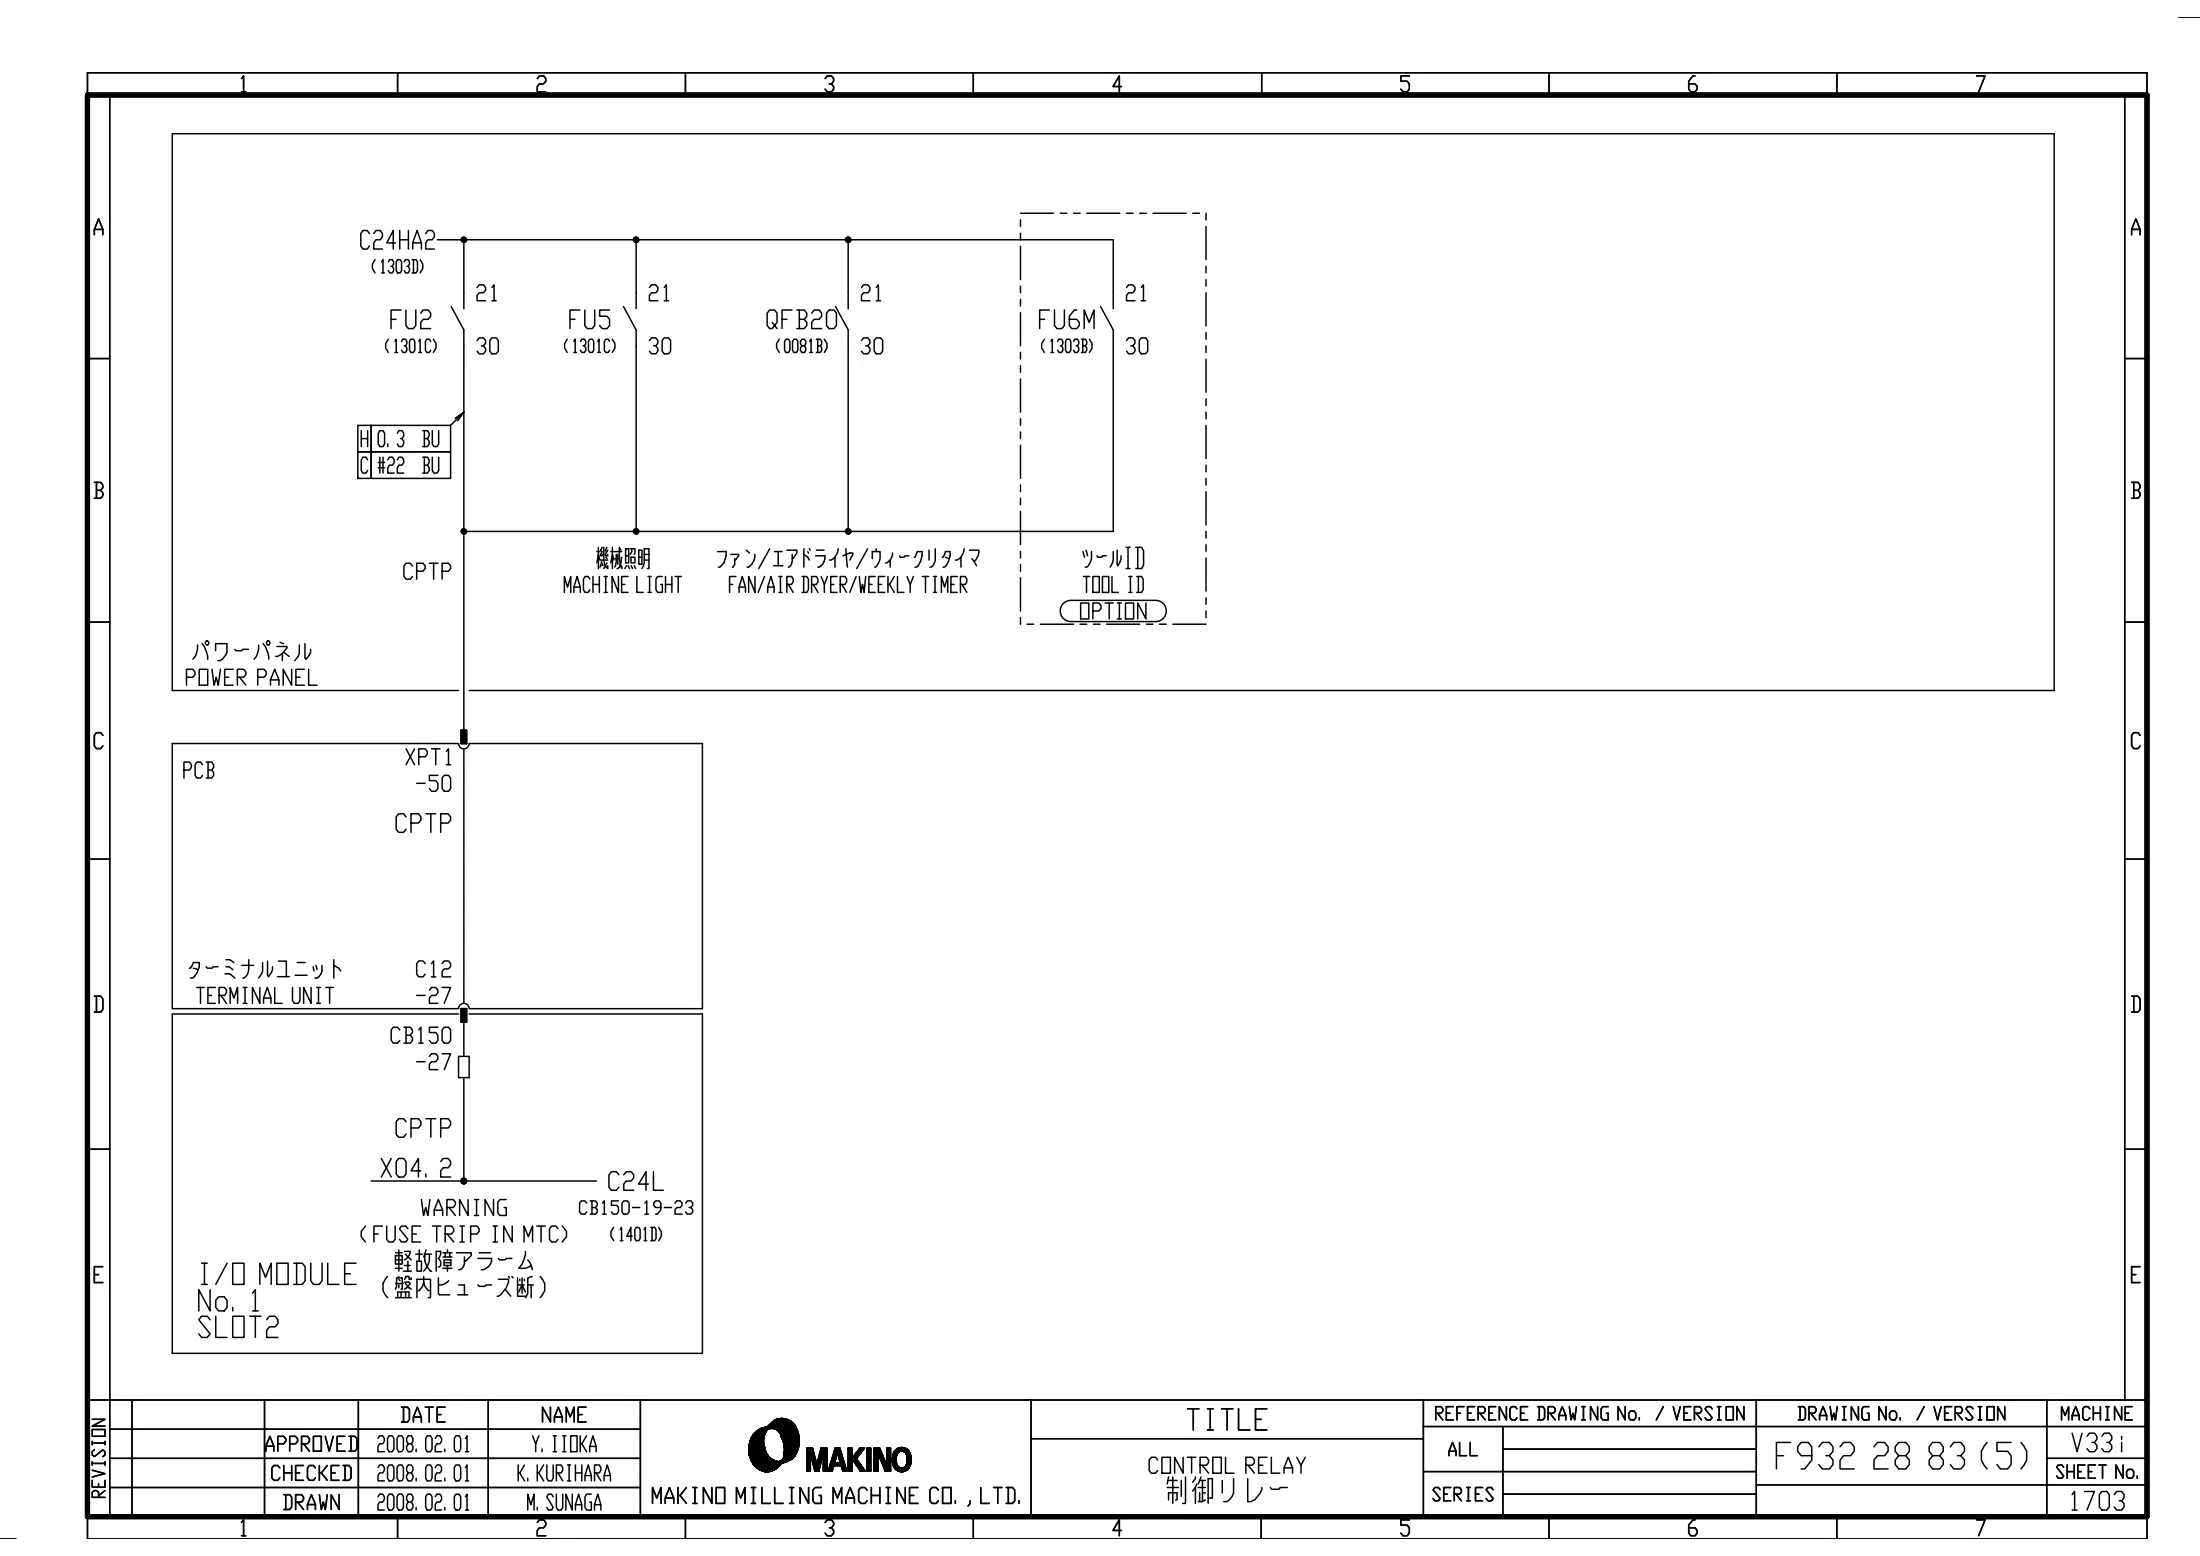 1 2 3 4 5 6 7
A A
C24HA2
(1303D)
21 21 21 21
FU2 FU5 QFB20 FU6M
(1301C) (1301C) (0081B) (1303B)
30 30 30 30
H 0.3 BU
C #22 BU
B B
CPTP
機械照明
MACHINE LIGHT
ファン/エアドライヤ/ウィークリタイマ
FAN/AIR DRYER/WEEKLY TIMER
ツールID
TOOL ID
OPTION
パワーパネル
POWER PANEL
C C
PCB
XPT1
-50
CPTP
ターミナルユニット
TERMINAL UNIT
C12
-27
D D
CB150
-27
CPTP
X04.2
C24L
CB150-19-23
(1401D)
WARNING
(FUSE TRIP IN MTC)
軽故障アラーム
(盤内ヒューズ断)
I/O MODULE
No.1
SLOT2
E E
REVISION
DATE NAME
APPROVED 2008.02.01 Y.IIOKA
CHECKED 2008.02.01 K.KURIHARA
DRAWN 2008.02.01 M.SUNAGA
MAKINO
MAKINO MILLING MACHINE CO.,LTD.
TITLE
CONTROL RELAY
制御リレー
REFERENCE DRAWING No. / VERSION
ALL
SERIES
DRAWING No. / VERSION
F932 28 83(5)
MACHINE
V33i
SHEET No.
1703
1 2 3 4 5 6 7